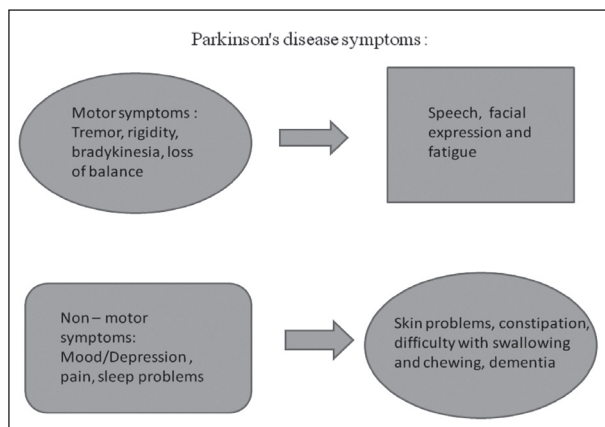 Parkinson's disease symptoms :
Motor symptoms :
Tremor, rigidity,
bradykinesia, loss
of balance
Speech, facial
expression and
fatigue
Non – motor
symptoms:
Mood/Depression ,
pain, sleep problems
Skin problems, constipation,
difficulty with swallowing
and chewing, dementia